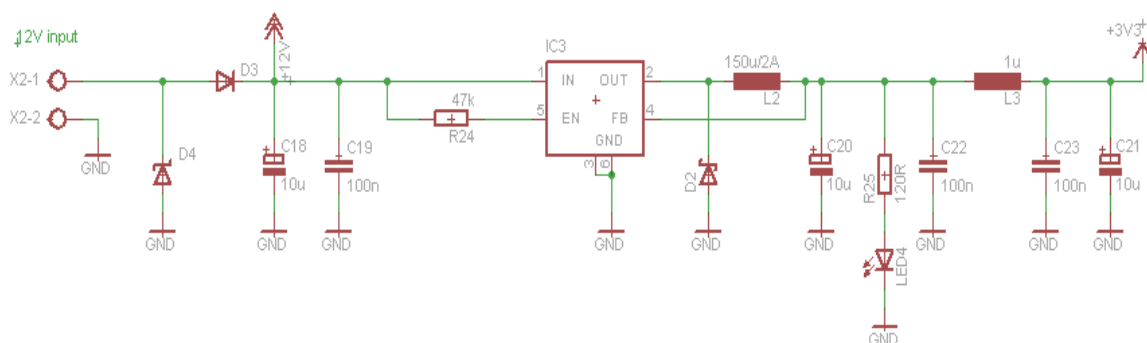 12V input
+12V
+3V3
X2-1
X2-2
GND
D3
D4
GND
C18
10u
GND
C19
100n
GND
47k
R24
IC3
1
IN
OUT
2
5
EN
FB
4
GND
3
6
GND
150u/2A
L2
D2
GND
C20
10u
GND
R25
120R
LED4
GND
C22
100n
GND
1u
L3
C23
100n
GND
C21
10u
GND